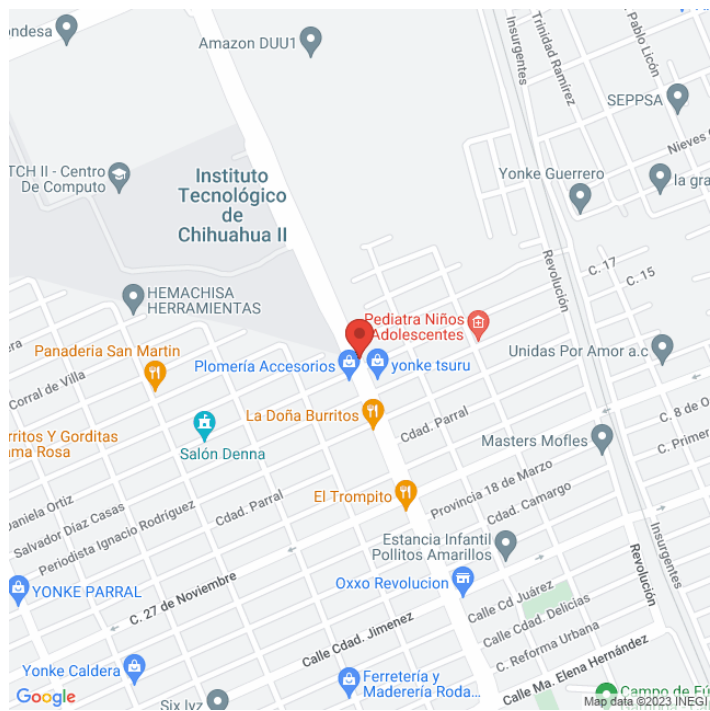 ondesa
Amazon DUU1
Insurgentes
Trinidad Ramírez
Pablo Licón
SEPPSA
Nieves
TCH II - Centro
De Computo
Instituto
Tecnológico
de
Chihuahua II
Yonke Guerrero
la gra
C. 17
C. 15
Revolución
HEMACHISA
HERRAMIENTAS
Pediatra Niños
Adolescentes
Panaderia San Martin
Plomería Accesorios
yonke tsuru
Unidas Por Amor a.c
Corral de Villa
La Doña Burritos
Cdad. Parral
C. 8 de O
rritos Y Gorditas
ama Rosa
Salón Denna
Masters Mofles
C. Primer
El Trompito
Provincia 18 de Marzo
Cdad. Camargo
Daniela Ortiz
Salvador Díaz Casas
Cdad. Parral
Periodista Ignacio Rodríguez
Estancia Infantil
Pollitos Amarillos
Insurgentes
Revolución
YONKE PARRAL
C. 27 de Noviembre
Oxxo Revolucion
Calle Cd Juárez
Calle Cdad. Delicias
Calle Cdad. Jimenez
C. Reforma Urbana
Calle Ma. Elena Hernández
Yonke Caldera
Ferretería y
Maderería Roda...
Six Iyz
Campo de Fú
Google
Map data ©2023 INEGI